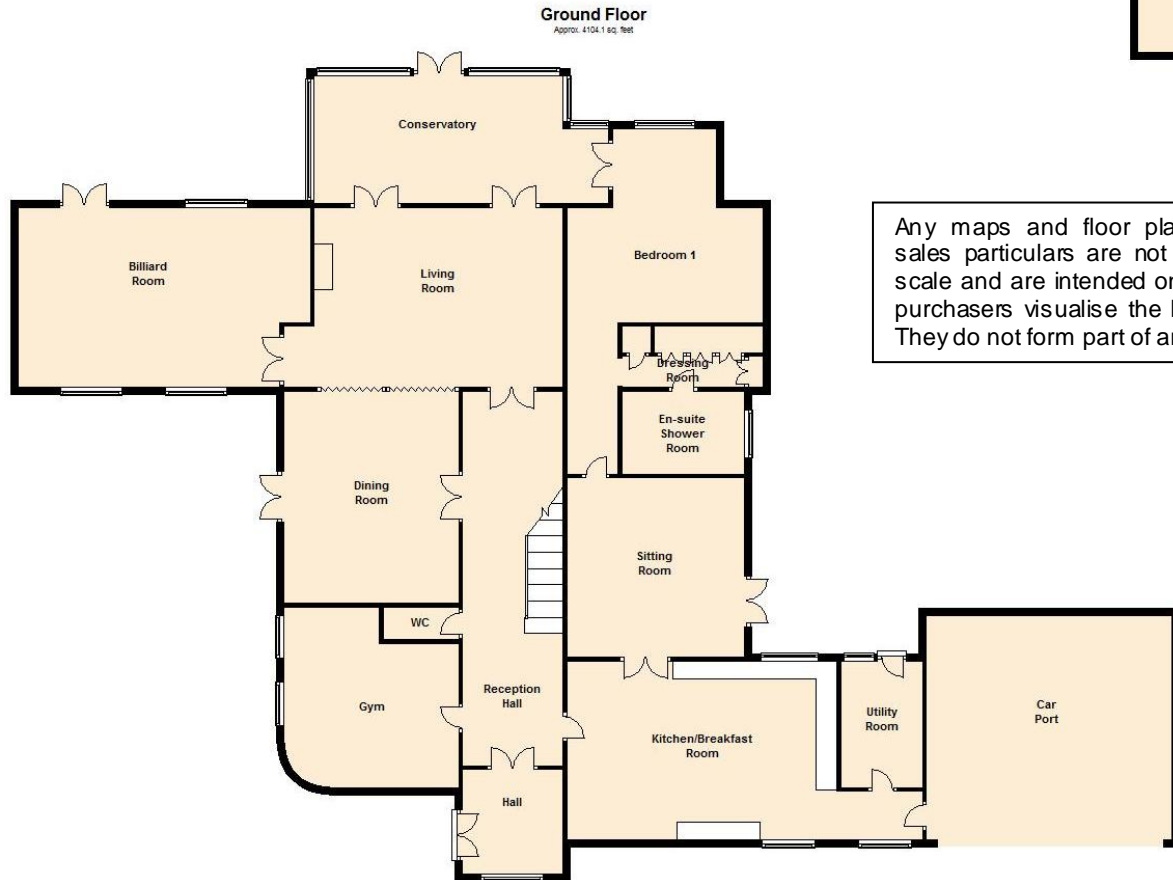 Ground Floor
Approx. 4104.1 sq. feet
Conservatory
Billiard
Room
Living
Room
Bedroom 1
Any maps and floor pla
sales particulars are not
scale and are intended or
purchasers visualise the
They do not form part of a
Dressing
Room
En-suite
Shower
Room
Dining
Room
Sitting
Room
WC
Reception
Hall
Gym
Kitchen/Breakfast
Room
Utility
Room
Car
Port
Hall